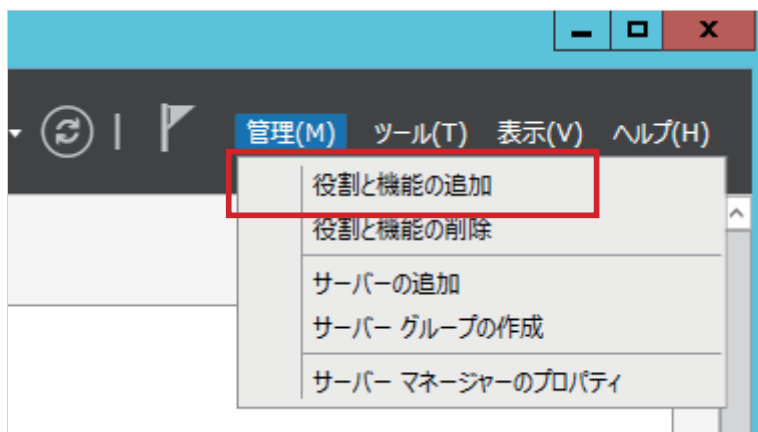 管理(M) ツール(T) 表示(V) ヘルプ(H)
役割と機能の追加
役割と機能の削除
サーバーの追加
サーバー グループの作成
サーバー マネージャーのプロパティ